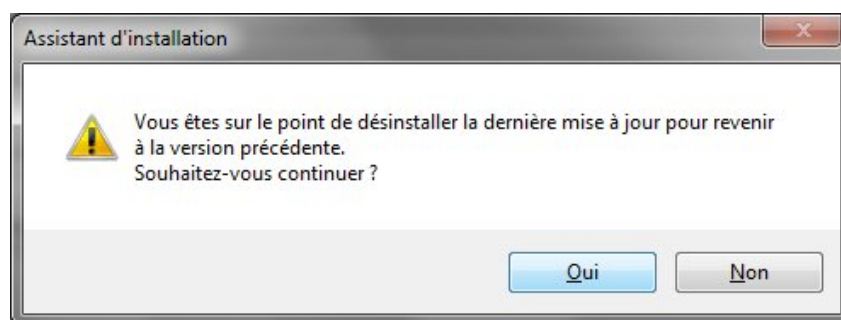 Assistant d'installation
Vous êtes sur le point de désinstaller la dernière mise à jour pour revenir
à la version précédente.
Souhaitez-vous continuer ?
Oui
Non